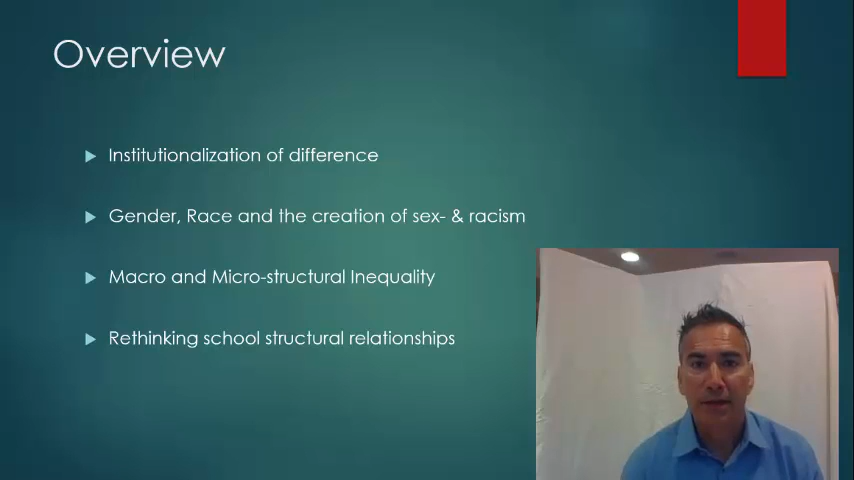 Overview
Institutionalization of difference
Gender, Race and the creation of sex- & racism
Macro and Micro-structural Inequality
Rethinking school structural relationships